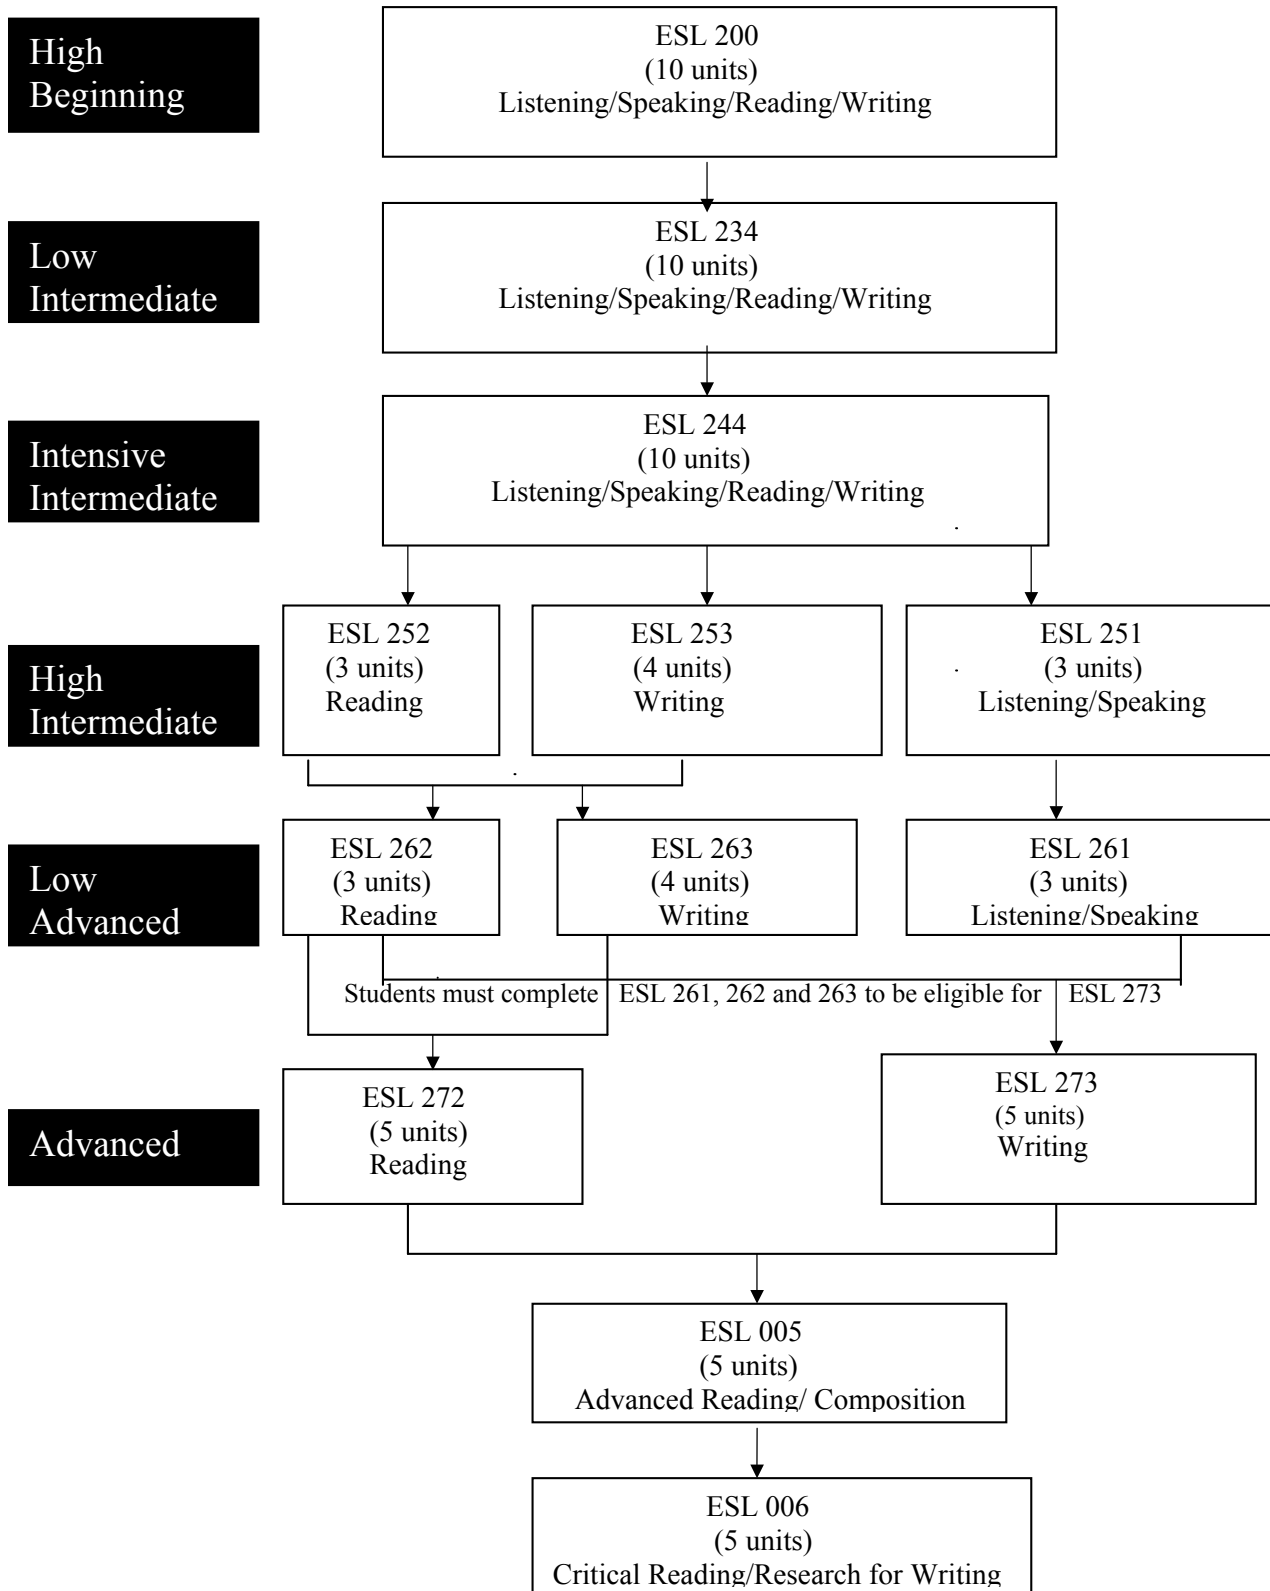 High
Beginning
ESL 200
(10 units)
Listening/Speaking/Reading/Writing
Low
Intermediate
ESL 234
(10 units)
Listening/Speaking/Reading/Writing
Intensive
Intermediate
ESL 244
(10 units)
Listening/Speaking/Reading/Writing
High
Intermediate
ESL 252
(3 units)
Reading
ESL 253
(4 units)
Writing
ESL 251
(3 units)
Listening/Speaking
Low
Advanced
ESL 262
(3 units)
Reading
ESL 263
(4 units)
Writing
ESL 261
(3 units)
Listening/Speaking
Students must complete ESL 261, 262 and 263 to be eligible for ESL 273
Advanced
ESL 272
(5 units)
Reading
ESL 273
(5 units)
Writing
ESL 005
(5 units)
Advanced Reading/ Composition
ESL 006
(5 units)
Critical Reading/Research for Writing